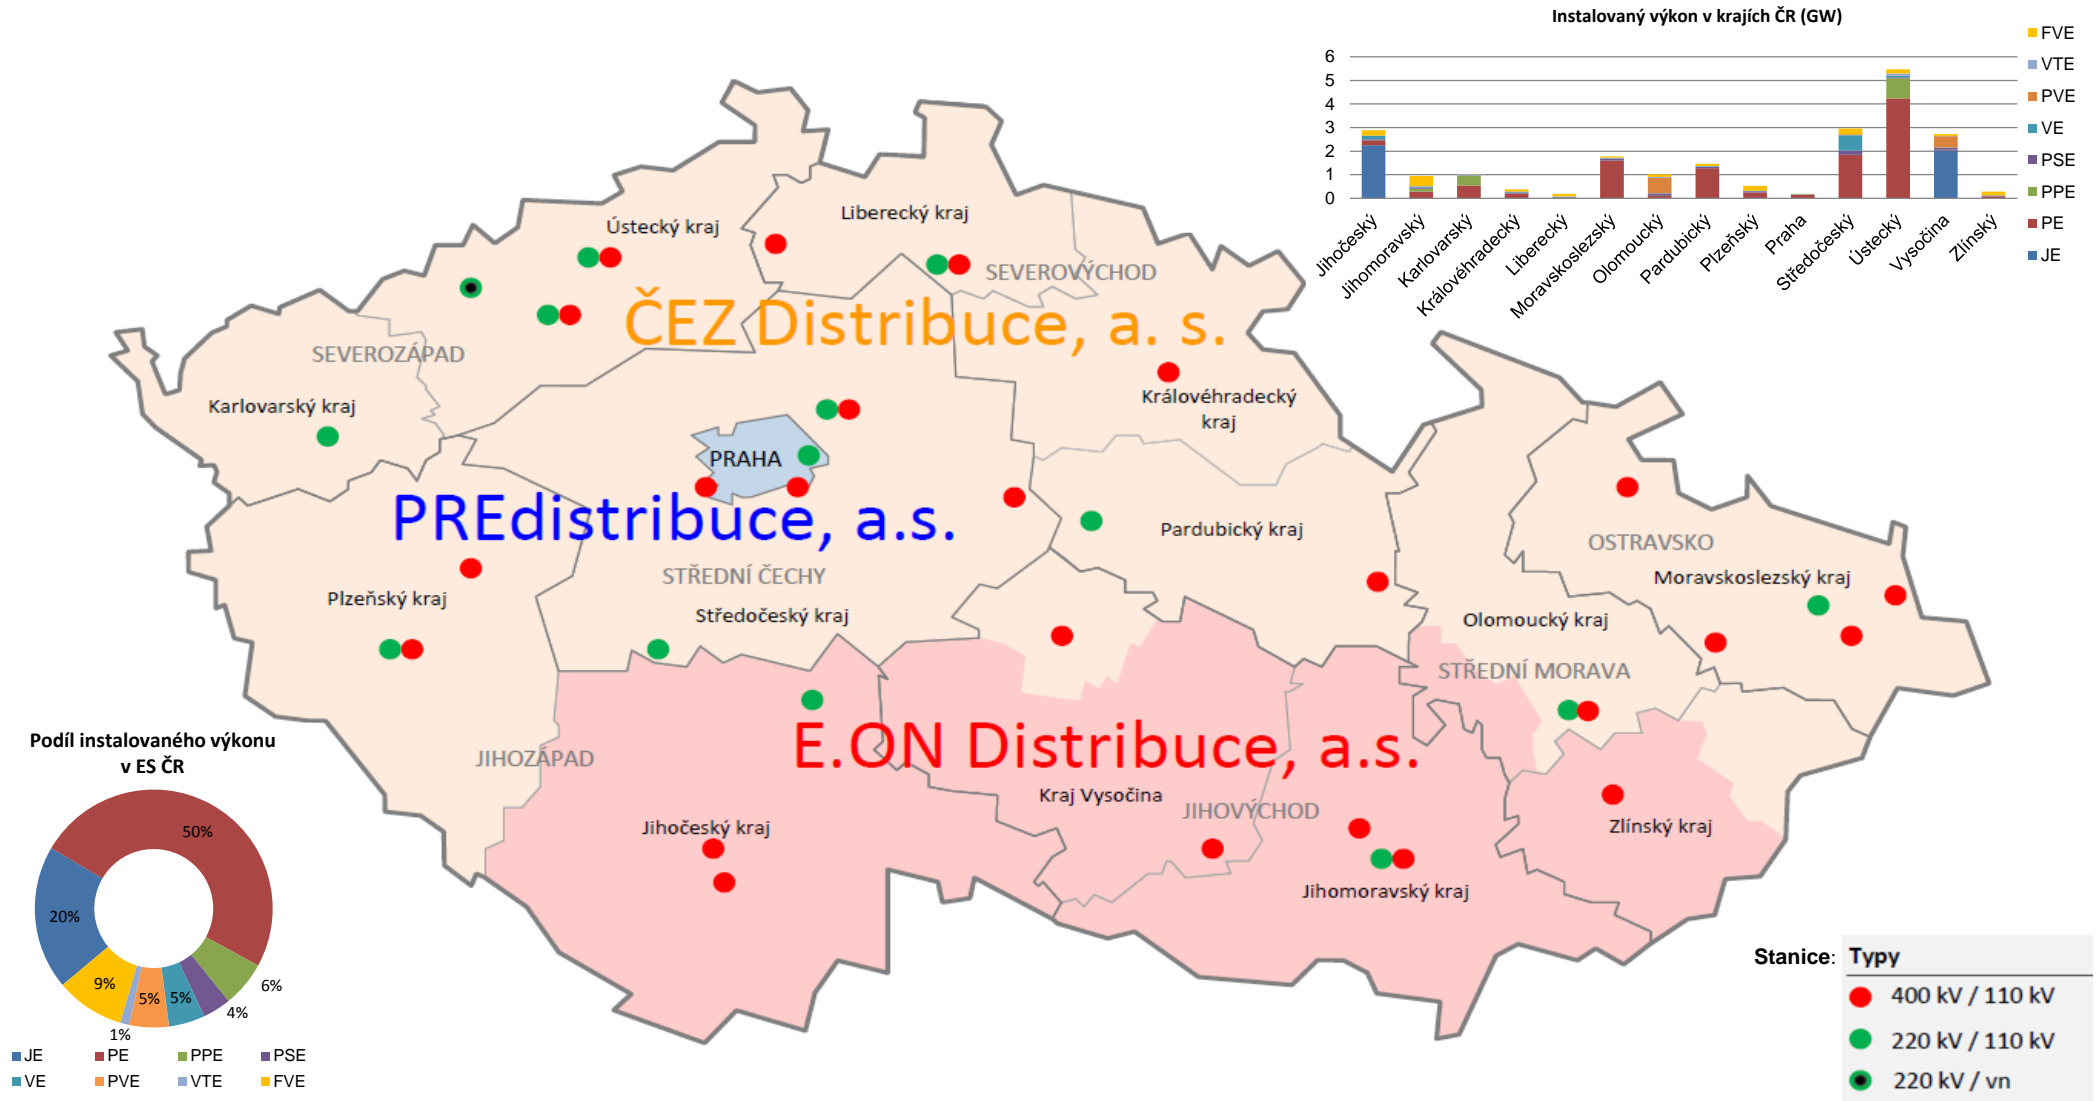 Instalovaný výkon v krajích ČR (GW)
6
5
4
3
2
1
0
Jihočeský
Jihomoravský
Karlovarský
Královéhradecký
Liberecký
Moravskoslezský
Olomoucký
Pardubický
Plzeňský
Praha
Středočeský
Ústecký
Vysočina
Zlínský
FVE
VTE
PVE
VE
PSE
PPE
PE
JE
Ústecký kraj
Liberecký kraj
SEVEROVÝCHOD
ČEZ Distribuce, a. s.
SEVEROZÁPAD
Karlovarský kraj
Královéhradecký
kraj
PRAHA
PREdistribuce, a.s.
Pardubický kraj
OSTRAVSKO
Moravskoslezský kraj
STŘEDNÍ ČECHY
Plzeňský kraj
Středočeský kraj
Olomoucký kraj
STŘEDNÍ MORAVA
E.ON Distribuce, a.s.
JIHOZÁPAD
Kraj Vysočina
JIHOVÝCHOD
Jihočeský kraj
Zlínský kraj
Jihomoravský kraj
Podíl instalovaného výkonu
v ES ČR
50%
20%
9%
1%
5%
5%
4%
6%
JE PE PPE PSE
VE PVE VTE FVE
Stanice: Typy
400 kV / 110 kV
220 kV / 110 kV
220 kV / vn